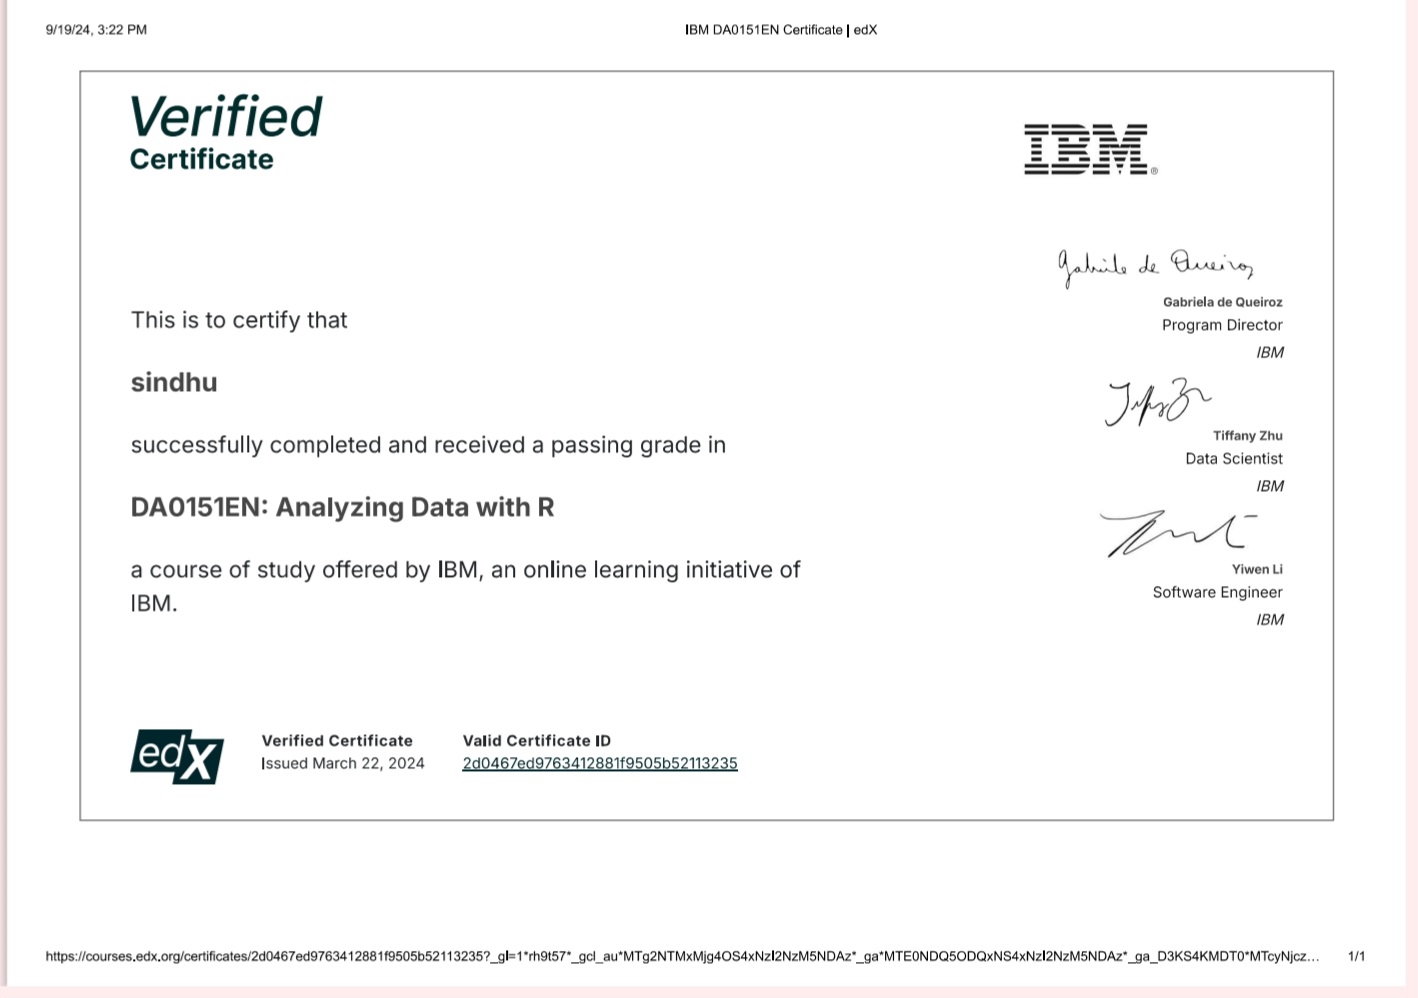 9/19/24, 3:22 PM
IBM DA0151EN Certificate | edX
Verified
Certificate
IBM®
This is to certify that
sindhu
successfully completed and received a passing grade in
DA0151EN: Analyzing Data with R
a course of study offered by IBM, an online learning initiative of
IBM.
Gabriela de Queiroz
Program Director
IBM
Tiffany Zhu
Data Scientist
IBM
Yiwen Li
Software Engineer
IBM
edX
Verified Certificate
Issued March 22, 2024
Valid Certificate ID
2d0467ed9763412881f9505b52113235
https://courses.edx.org/certificates/2d0467ed9763412881f9505b52113235?_gl=1*rh9t57*_gcl_au*MTg2NTMxMjg4OS4xNzI2NzM5NDAz*_ga*MTE0NDQ5ODQxNS4xNzI2NzM5NDAz*_ga_D3KS4KMDT0*MTcyNjcz…
1/1